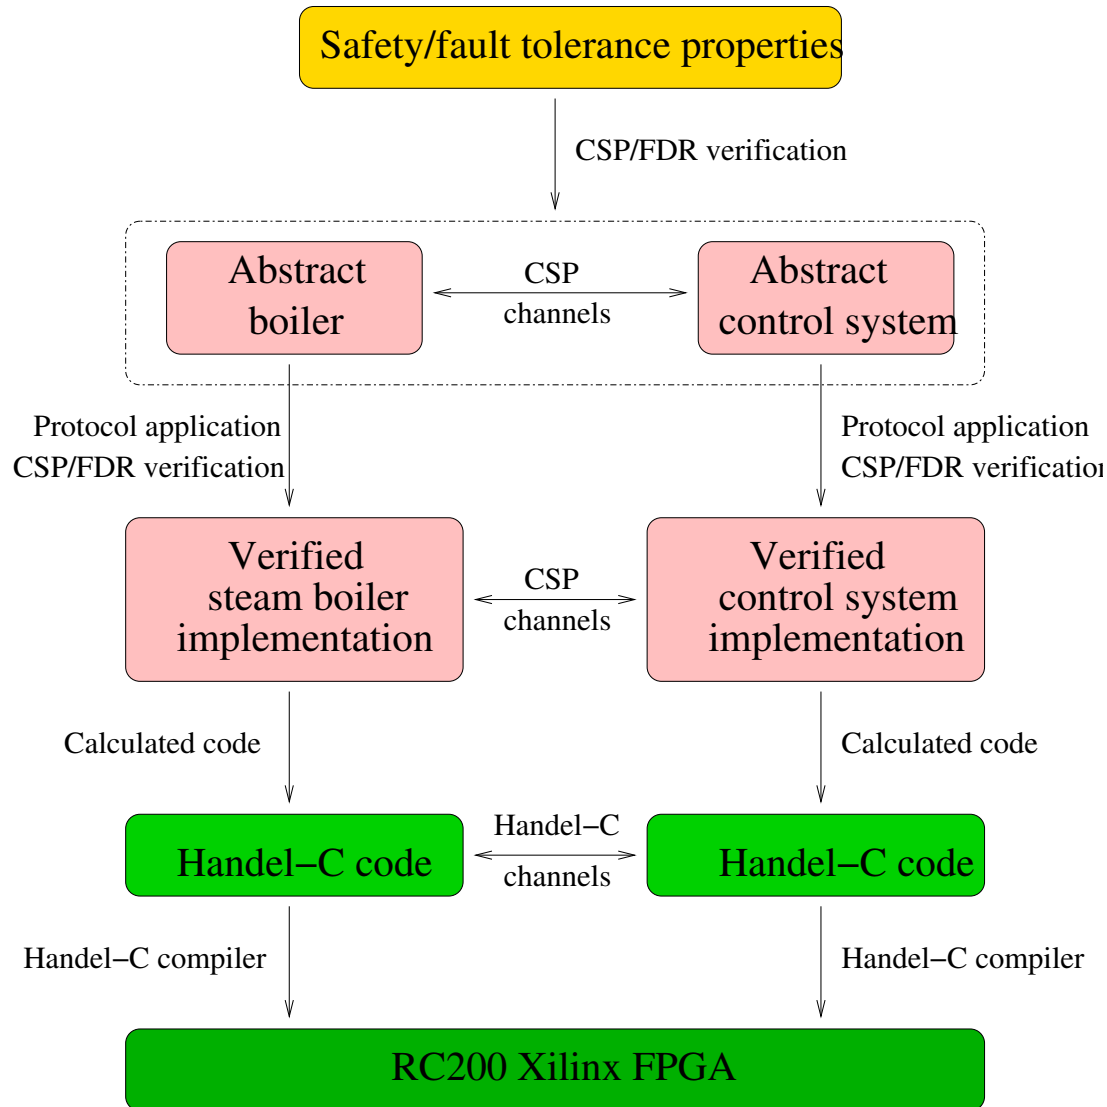 Safety/fault tolerance properties
CSP/FDR verification
Abstract
boiler
CSP
channels
Abstract
control system
Protocol application
CSP/FDR verification
Protocol application
CSP/FDR verification
Verified
steam boiler
implementation
CSP
channels
Verified
control system
implementation
Calculated code
Calculated code
Handel−C code
Handel−C
channels
Handel−C code
Handel−C compiler
Handel−C compiler
RC200 Xilinx FPGA